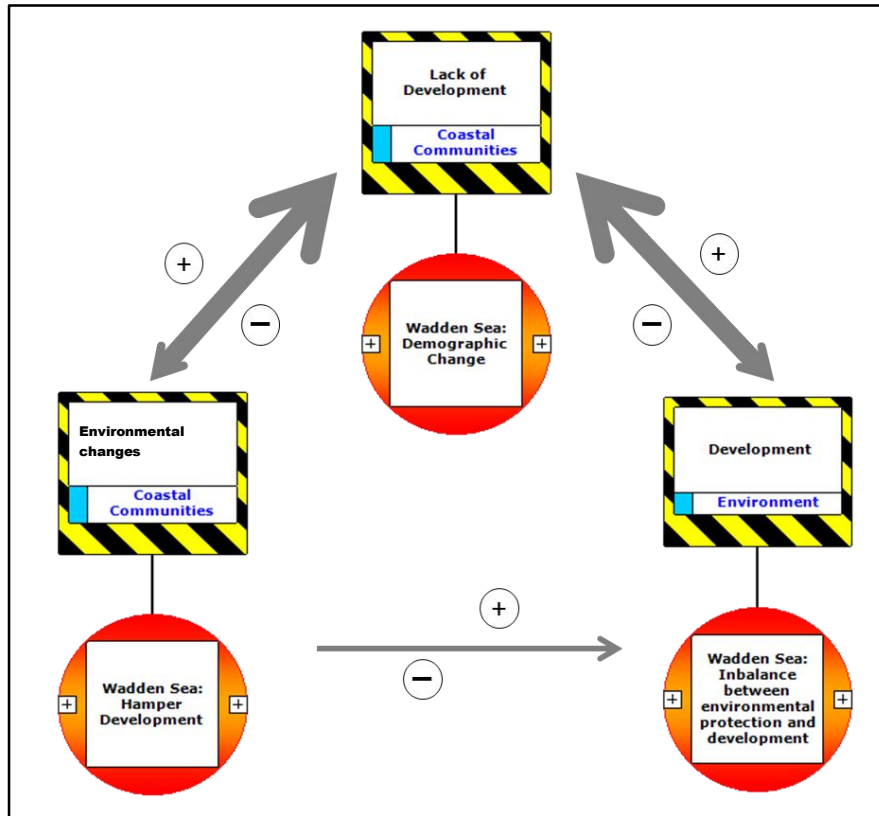 Lack of
Development
Coastal
Communities
+
−
+
−
Wadden Sea:
Demographic
Change
+
+
Environmental
changes
Coastal
Communities
Development
Environment
+
−
Wadden Sea:
Hamper
Development
+
+
Wadden Sea:
Inbalance
between
environmental
protection and
development
+
+